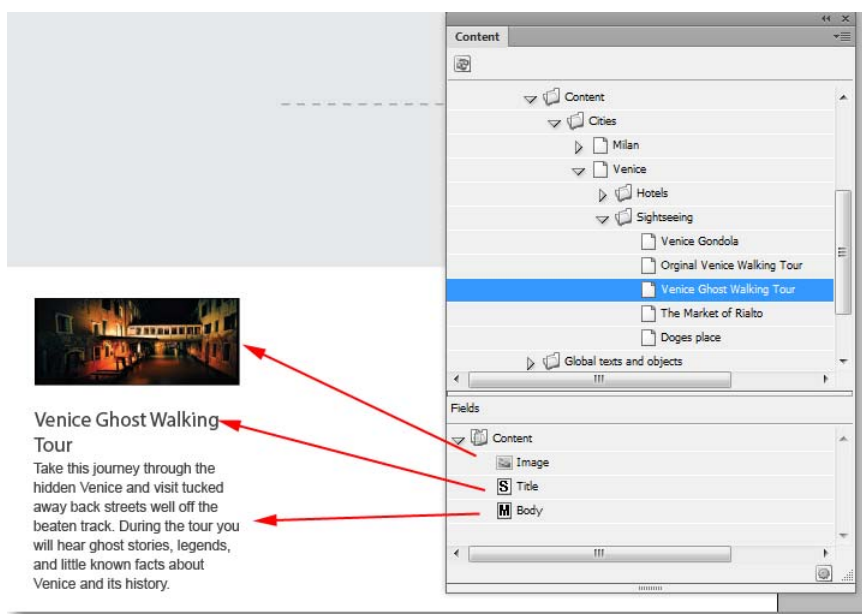 Content
Content
Cities
Milan
Venice
Hotels
Sightseeing
Venice Gondola
Orginal Venice Walking Tour
Venice Ghost Walking Tour
The Market of Rialto
Doges place
Global texts and objects
Fields
Content
Image
S Title
M Body
Venice Ghost Walking
Tour
Take this journey through the
hidden Venice and visit tucked
away back streets well off the
beaten track. During the tour you
will hear ghost stories, legends,
and little known facts about
Venice and its history.